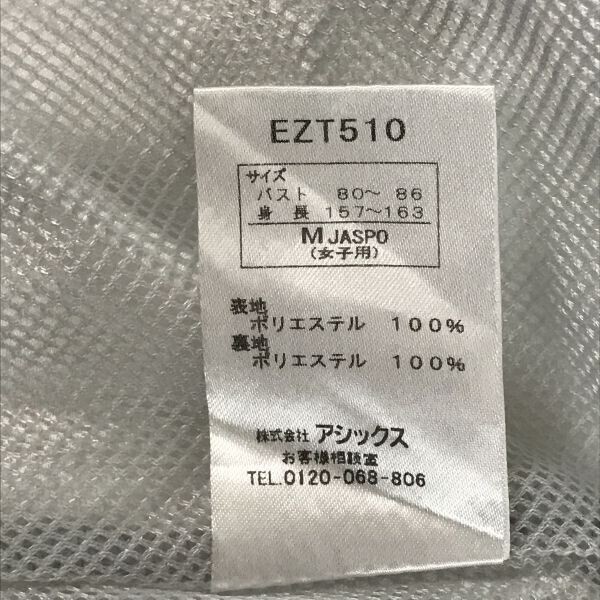 EZT510
サイズ
バスト 80～ 86
身 長 157～163
M JASPO
(女子用)
表地
ポリエステル 100%
裏地
ポリエステル 100%
株式会社 アシックス
お客様相談室
TEL.0120-068-806